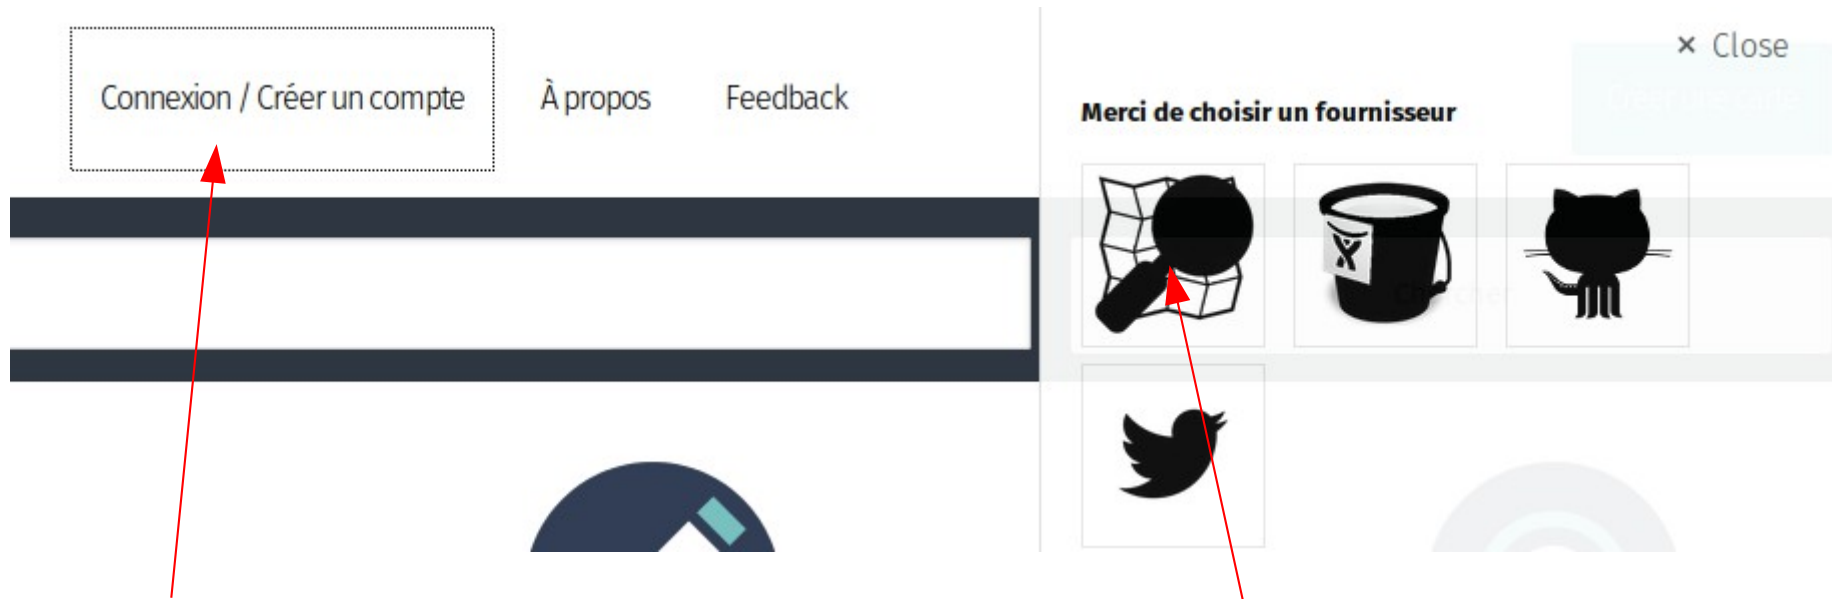 Connexion / Créer un compte
À propos
Feedback
× Close
Merci de choisir un fournisseur